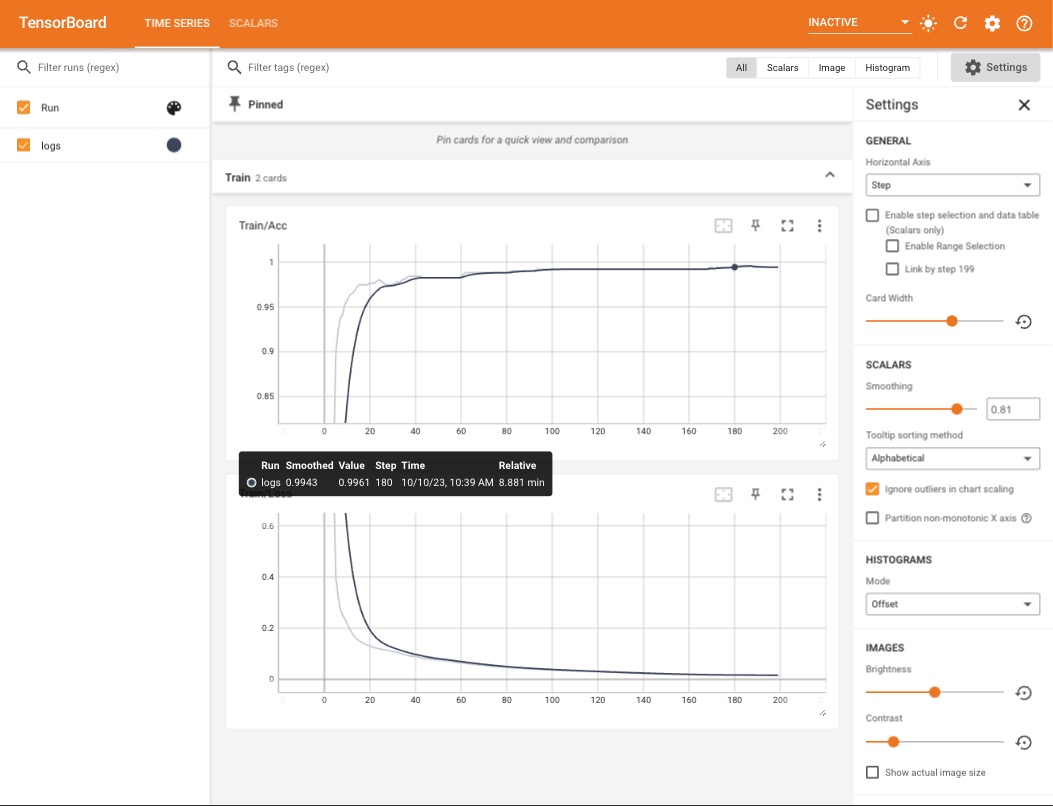 TensorBoard TIME SERIES SCALARS INACTIVE
Filter runs (regex)
Run
logs
Filter tags (regex) All Scalars Image Histogram Settings
Pinned
Pin cards for a quick view and comparison
Train 2 cards
Train/Acc
1
0.95
0.9
0.85
0 20 40 60 80 100 120 140 160 180 200
Run Smoothed Value Step Time Relative
logs 0.9943 0.9961 180 10/10/23, 10:39 AM 8.881 min
Train/Loss
0.6
0.4
0.2
0
0 20 40 60 80 100 120 140 160 180 200
Settings
GENERAL
Horizontal Axis
Step
Enable step selection and data table
(Scalars only)
Enable Range Selection
Link by step 199
Card Width
SCALARS
Smoothing
0.81
Tooltip sorting method
Alphabetical
Ignore outliers in chart scaling
Partition non-monotonic X axis
HISTOGRAMS
Mode
Offset
IMAGES
Brightness
Contrast
Show actual image size